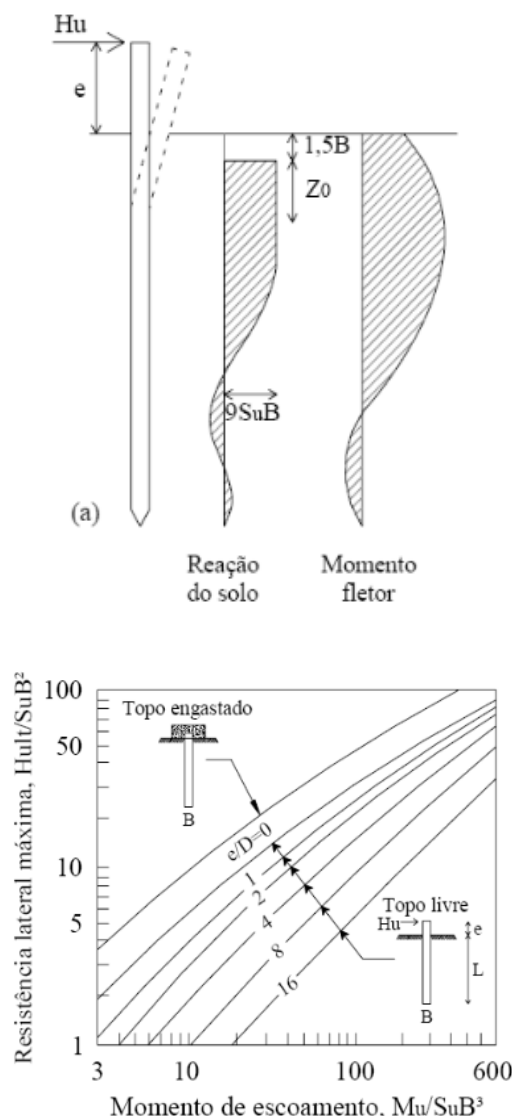 Hu
e
1,5B
Z0
9SuB
(a)
Reação
do solo
Momento
fletor
Resistência lateral máxima, Hult/SuB²
100
50
10
5
1
Topo engastado
B
e/D=0
1
2
4
8
16
Topo livre
Hu
e
L
B
3
10
100
600
Momento de escoamento, Mu/SuB³